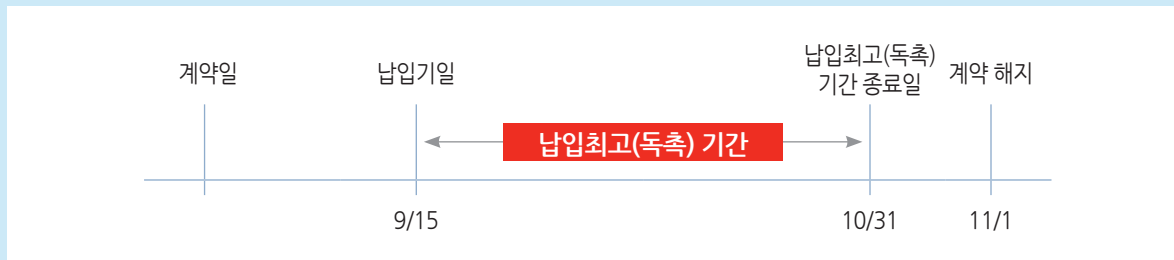 계약일
납입기일
납입최고(독촉)
기간 종료일
계약 해지
납입최고(독촉) 기간
9/15
10/31
11/1